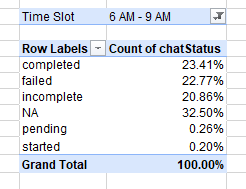 Time Slot 6 AM - 9 AM
Row Labels Count of chatStatus
completed 23.41%
failed 22.77%
incomplete 20.86%
NA 32.50%
pending 0.26%
started 0.20%
Grand Total 100.00%